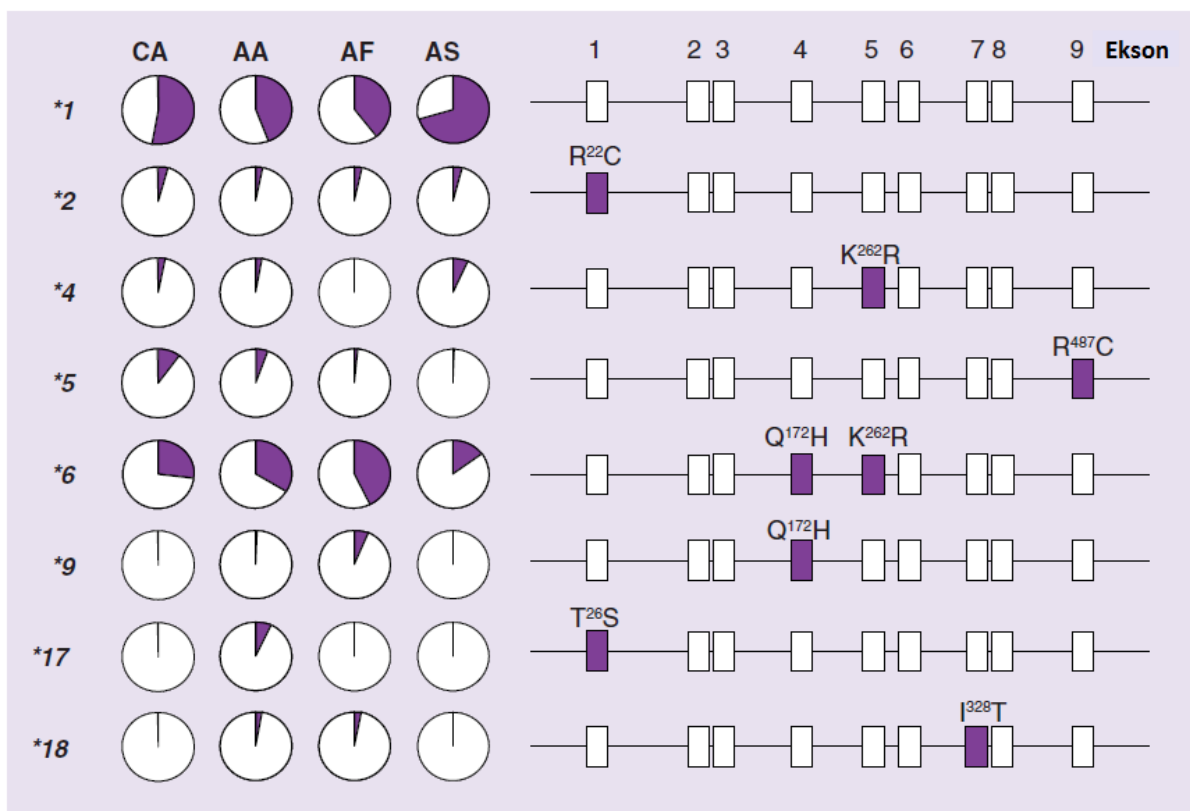 CA AA AF AS 1 2 3 4 5 6 7 8 9 Ekson
*1
R²²C
*2
K²⁶²R
*4
R⁴⁸⁷C
*5
Q¹⁷²H K²⁶²R
*6
Q¹⁷²H
*9
T²⁶S
*17
I³²⁸T
*18